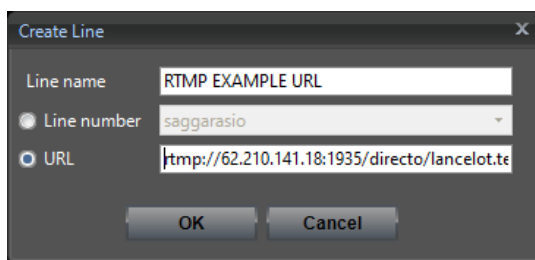 Create Line
x
Line name RTMP EXAMPLE URL
Line number saggarasio
URL rtmp://62.210.141.18:1935/directo/lancelot.te
OK Cancel